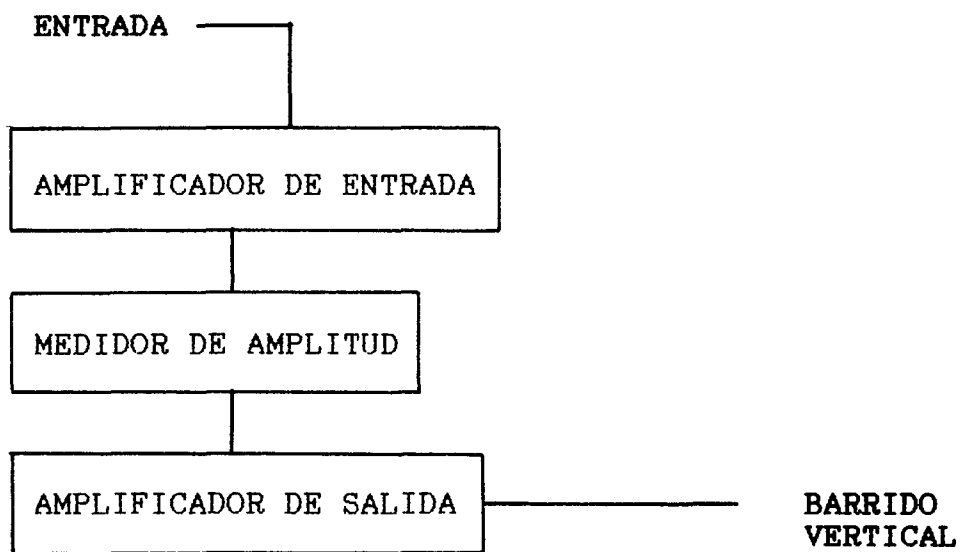 ENTRADA
AMPLIFICADOR DE ENTRADA
MEDIDOR DE AMPLITUD
AMPLIFICADOR DE SALIDA
BARRIDO
VERTICAL